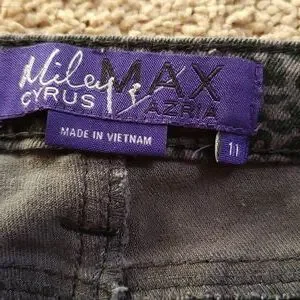 Miley & MAX
CYRUS AZRIA
MADE IN VIETNAM
11